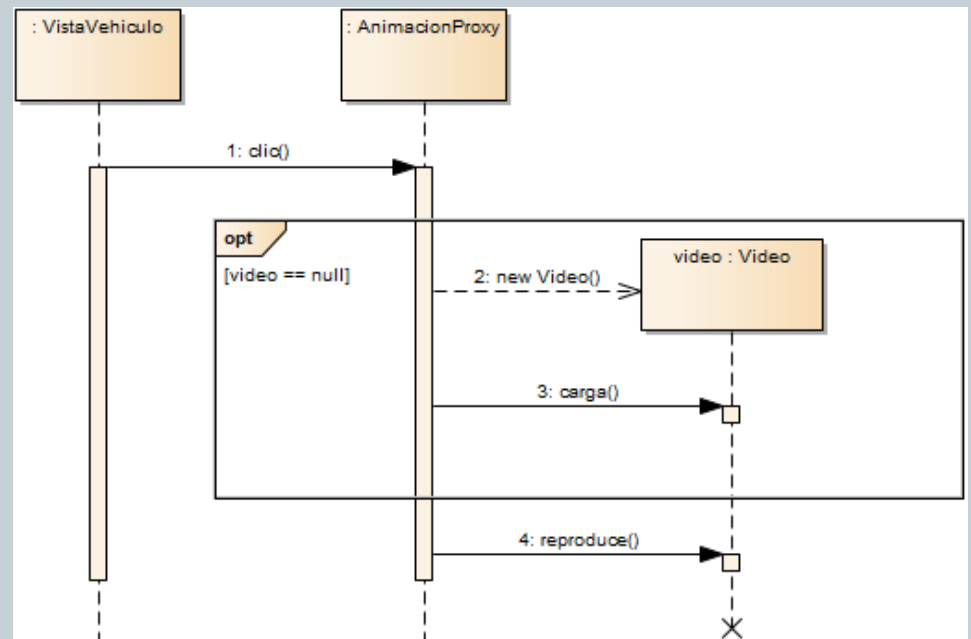 : VistaVehiculo
: AnimacionProxy
1: clic()
opt
[video == null]
video : Video
2: new Video()
3: carga()
4: reproduce()